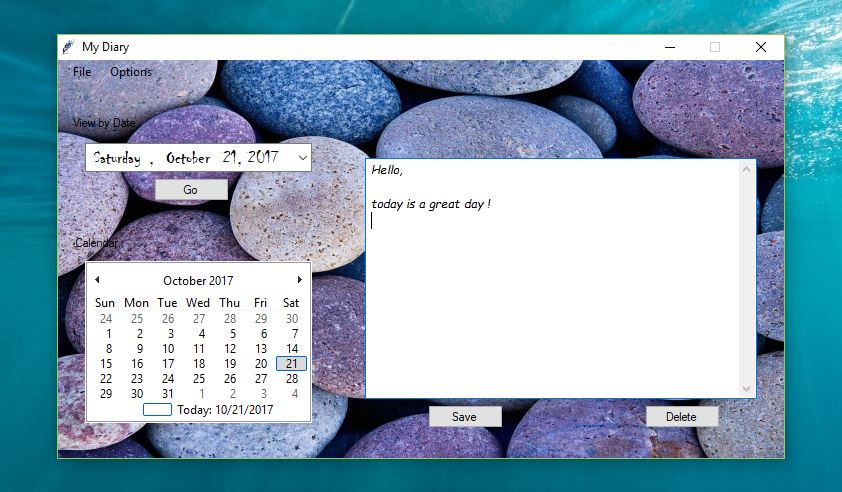 My Diary
File Options
View by Date
Saturday , October 21, 2017
Go
Hello,
today is a great day !
Calendar
October 2017
Sun Mon Tue Wed Thu Fri Sat
24 25 26 27 28 29 30
1 2 3 4 5 6 7
8 9 10 11 12 13 14
15 16 17 18 19 20 21
22 23 24 25 26 27 28
29 30 31 1 2 3 4
Today: 10/21/2017
Save Delete